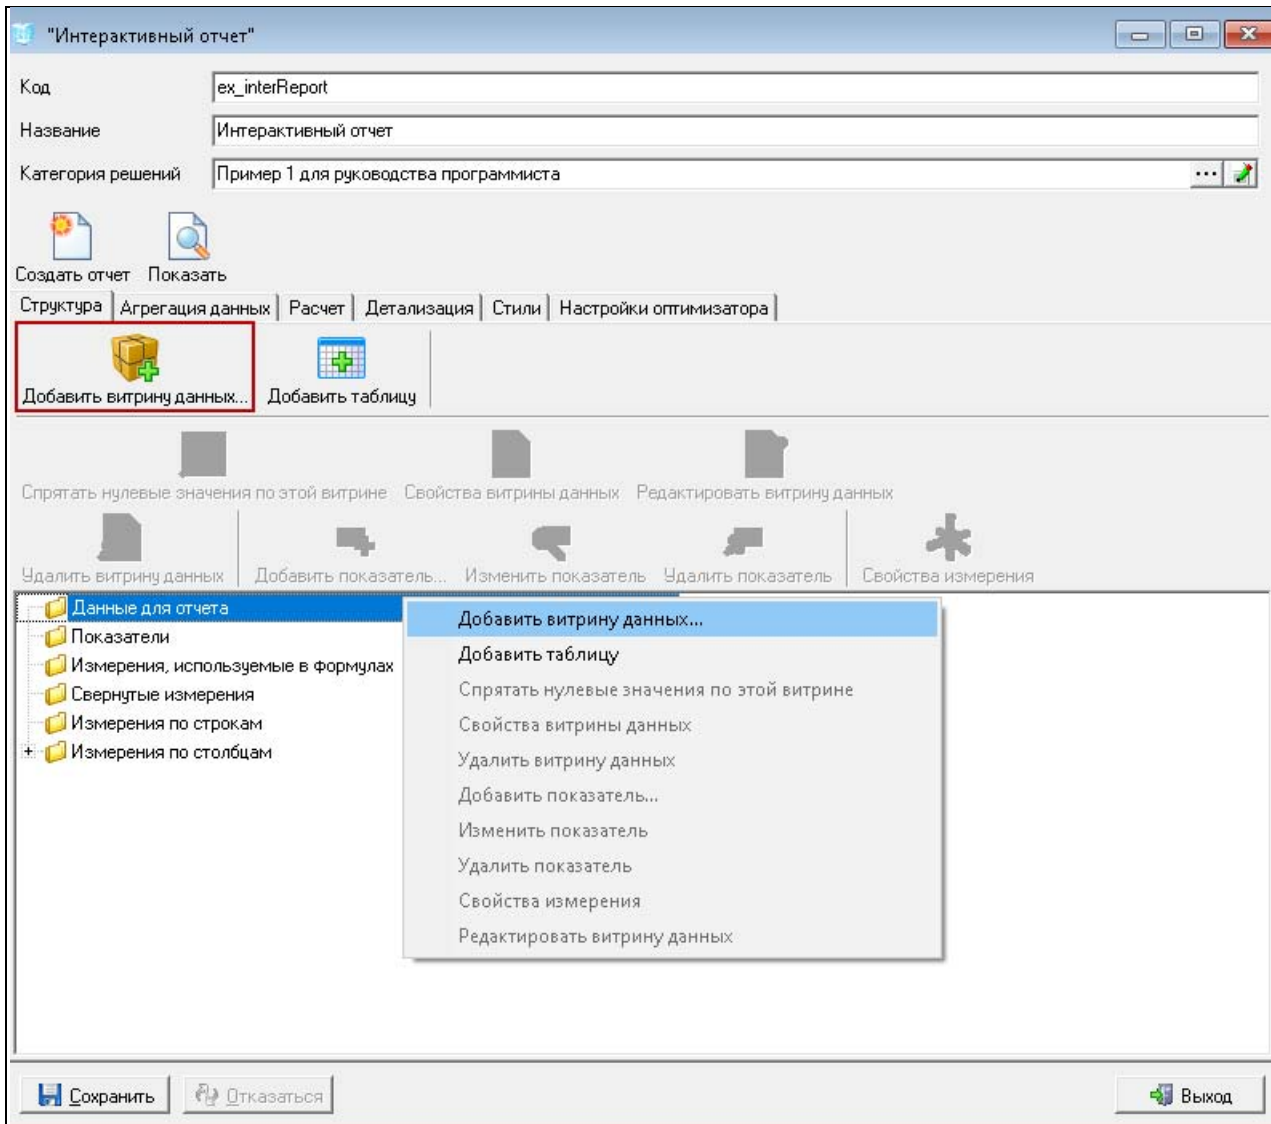 "Интерактивный отчет"
Код ex_interReport
Название Интерактивный отчет
Категория решений Пример 1 для руководства программиста ...
Создать отчет Показать
Структура Агрегация данных Расчет Детализация Стили Настройки оптимизатора
Добавить витрину данных... Добавить таблицу
Спрятать нулевые значения по этой витрине Свойства витрины данных Редактировать витрину данных
Удалить витрину данных Добавить показатель... Изменить показатель Удалить показатель Свойства измерения
Данные для отчета
Показатели
Измерения, используемые в формулах
Свернутые измерения
Измерения по строкам
Измерения по столбцам
Добавить витрину данных...
Добавить таблицу
Спрятать нулевые значения по этой витрине
Свойства витрины данных
Удалить витрину данных
Добавить показатель...
Изменить показатель
Удалить показатель
Свойства измерения
Редактировать витрину данных
Сохранить Отказаться Выход